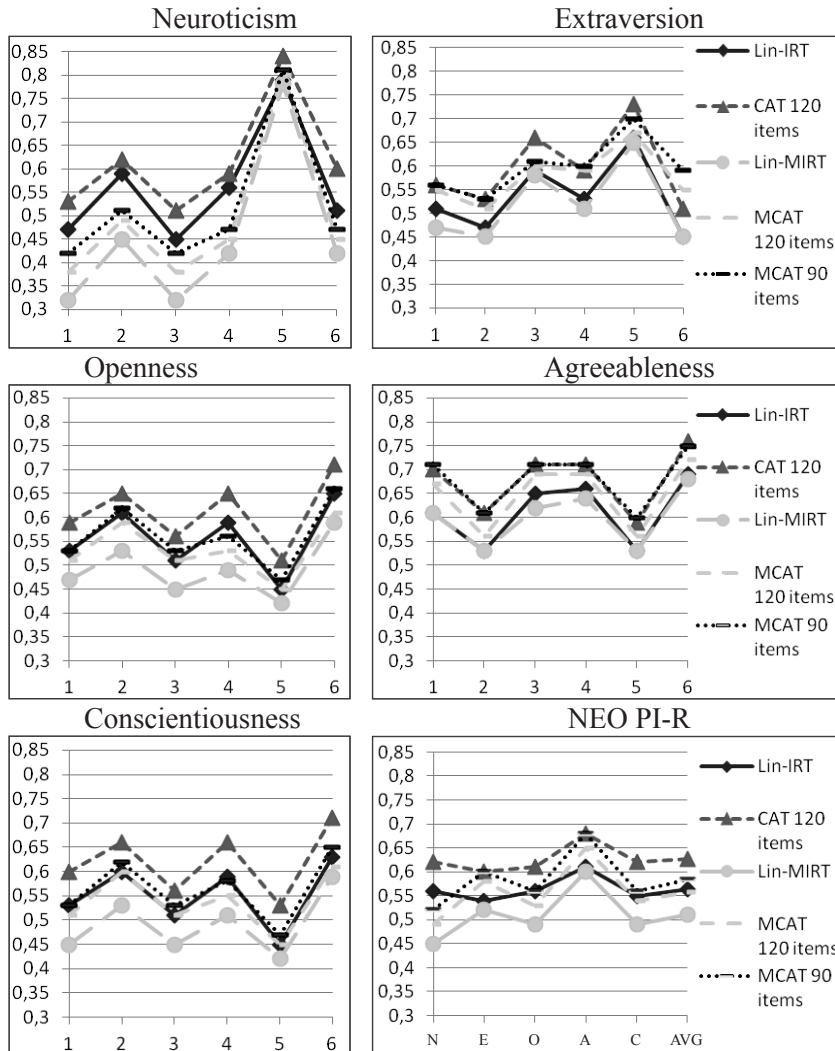 Neuroticism
0,85
0,8
0,75
0,7
0,65
0,6
0,55
0,5
0,45
0,4
0,35
0,3
1 2 3 4 5 6
Extraversion
0,85
0,8
0,75
0,7
0,65
0,6
0,55
0,5
0,45
0,4
0,35
0,3
1 2 3 4 5 6
Lin-IRT
CAT 120
items
Lin-MIRT
MCAT
120 items
MCAT 90
items
Openness
0,85
0,8
0,75
0,7
0,65
0,6
0,55
0,5
0,45
0,4
0,35
0,3
1 2 3 4 5 6
Agreeableness
0,85
0,8
0,75
0,7
0,65
0,6
0,55
0,5
0,45
0,4
0,35
0,3
1 2 3 4 5 6
Lin-IRT
CAT 120
items
Lin-MIRT
MCAT
120 items
MCAT 90
items
Conscientiousness
0,85
0,8
0,75
0,7
0,65
0,6
0,55
0,5
0,45
0,4
0,35
0,3
1 2 3 4 5 6
NEO PI-R
0,85
0,8
0,75
0,7
0,65
0,6
0,55
0,5
0,45
0,4
0,35
0,3
N E O A C AVG
Lin-IRT
CAT 120
items
Lin-MIRT
MCAT
120 items
MCAT 90
items